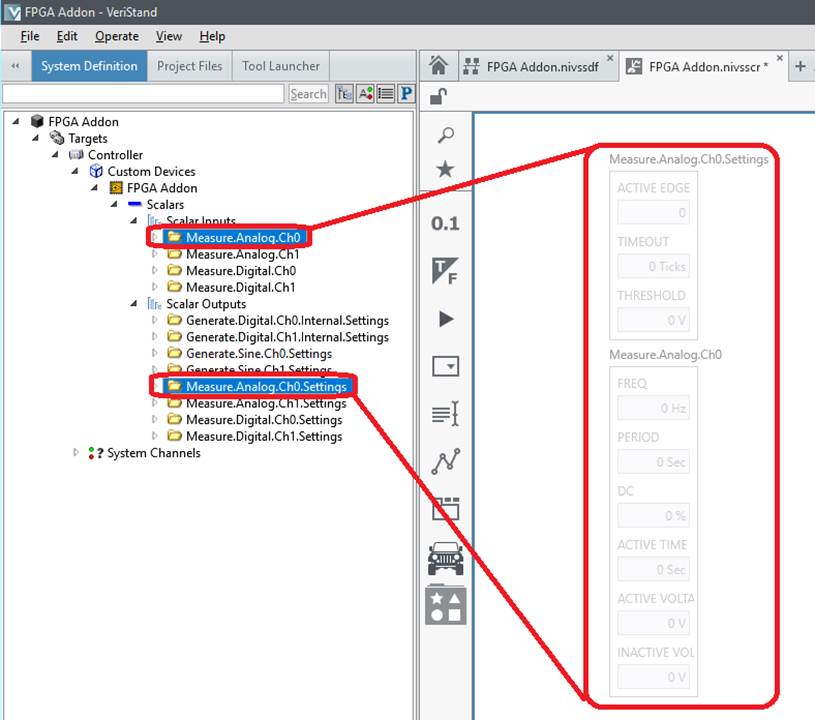 FPGA Addon - VeriStand
File Edit Operate View Help
System Definition Project Files Tool Launcher
Search
P
FPGA Addon
Targets
Controller
Custom Devices
FPGA Addon
Scalars
Scalar Inputs
Measure.Analog.Ch0
Measure.Analog.Ch1
Measure.Digital.Ch0
Measure.Digital.Ch1
Scalar Outputs
Generate.Digital.Ch0.Internal.Settings
Generate.Digital.Ch1.Internal.Settings
Generate.Sine.Ch0.Settings
Generate.Sine.Ch1.Settings
Measure.Analog.Ch0.Settings
Measure.Analog.Ch1.Settings
Measure.Digital.Ch0.Settings
Measure.Digital.Ch1.Settings
System Channels
FPGA Addon.nivssdf FPGA Addon.nivsscr *
0.1
T F
Measure.Analog.Ch0.Settings
ACTIVE EDGE
0
TIMEOUT
0 Ticks
THRESHOLD
0 V
Measure.Analog.Ch0
FREQ
0 Hz
PERIOD
0 Sec
DC
0 %
ACTIVE TIME
0 Sec
ACTIVE VOLTA
0 V
INACTIVE VOL
0 V